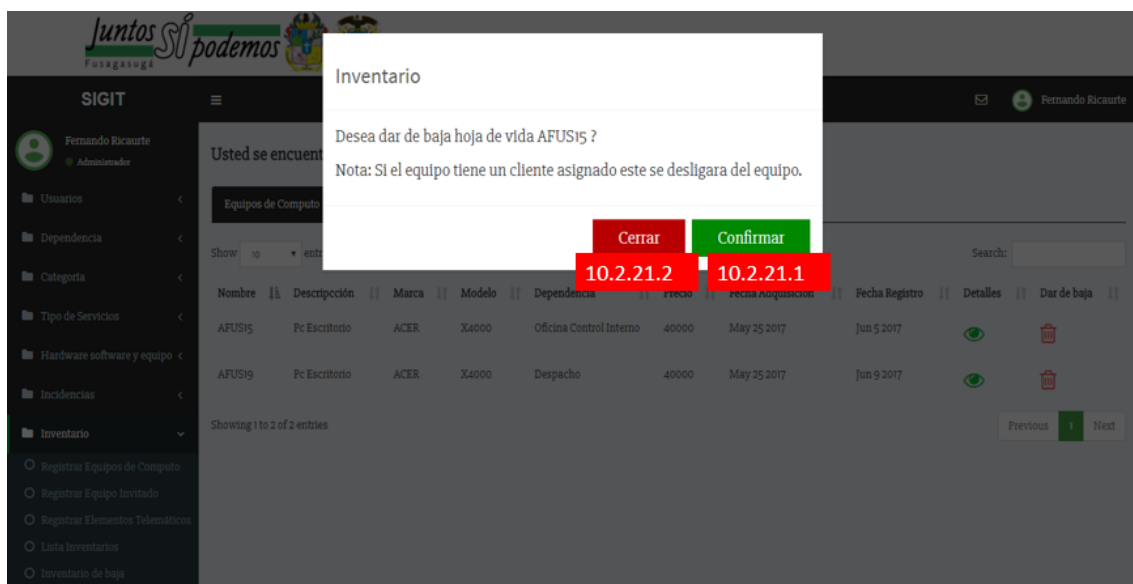 Juntos SÍ podemos
Fusagasugá
Inventario
SIGIT
Fernando Ricaurte
Fernando Ricaurte
Administrador
Desea dar de baja hoja de vida AFUS15 ?
Usted se encuent
Nota: Si el equipo tiene un cliente asignado este se desligara del equipo.
Usuarios
Equipos de Computo
Cerrar Confirmar
Dependencia
Show 10 entr
Search:
10.2.21.2 10.2.21.1
Categoria
Nombre Descripcción Marca Modelo Dependencia Precio Fecha Adquisición Fecha Registro Detalles Dar de baja
Tipo de Servicios
AFUS15 Pc Escritorio ACER X4000 Oficina Control Interno 40000 May 25 2017 Jun 5 2017
Hardware software y equipo
AFUS19 Pc Escritorio ACER X4000 Despacho 40000 May 25 2017 Jun 9 2017
Incidencias
Showing 1 to 2 of 2 entries
Previous 1 Next
Inventario
Registrar Equipos de Computo
Registrar Equipo Invitado
Registrar Elementos Telemáticos
Lista Inventarios
Inventario de baja